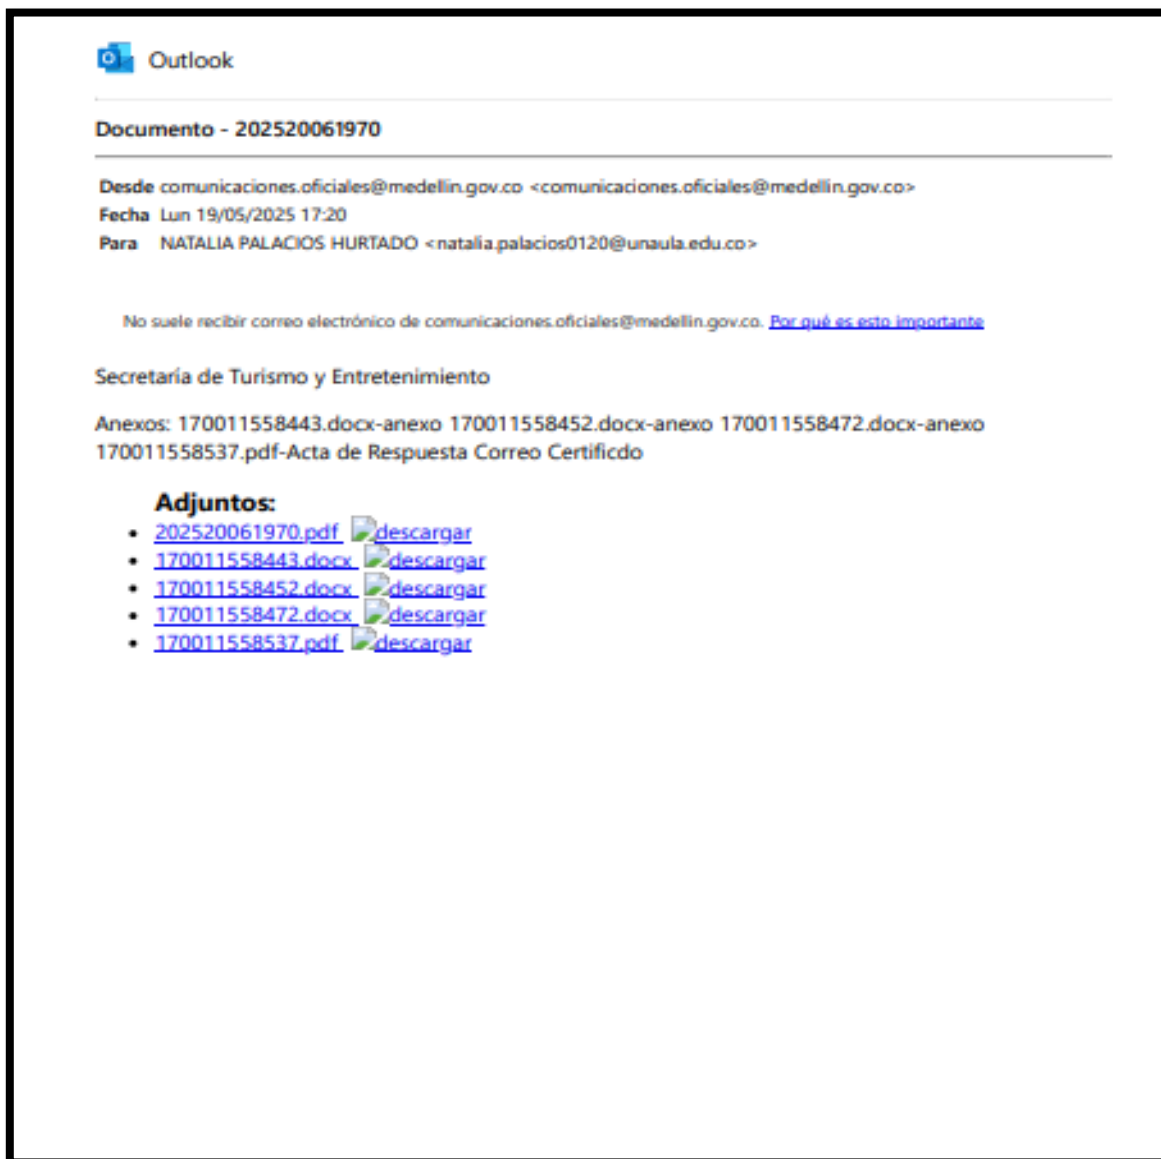 Outlook
Documento - 202520061970
Desde comunicaciones.oficiales@medellin.gov.co <comunicaciones.oficiales@medellin.gov.co>
Fecha Lun 19/05/2025 17:20
Para NATALIA PALACIOS HURTADO <natalia.palacios0120@unaula.edu.co>
No suele recibir correo electrónico de comunicaciones.oficiales@medellin.gov.co. Por qué es esto importante
Secretaría de Turismo y Entretenimiento
Anexos: 170011558443.docx-anexo 170011558452.docx-anexo 170011558472.docx-anexo
170011558537.pdf-Acta de Respuesta Correo Certificdo
Adjuntos:
• 202520061970.pdf descargar
• 170011558443.docx descargar
• 170011558452.docx descargar
• 170011558472.docx descargar
• 170011558537.pdf descargar